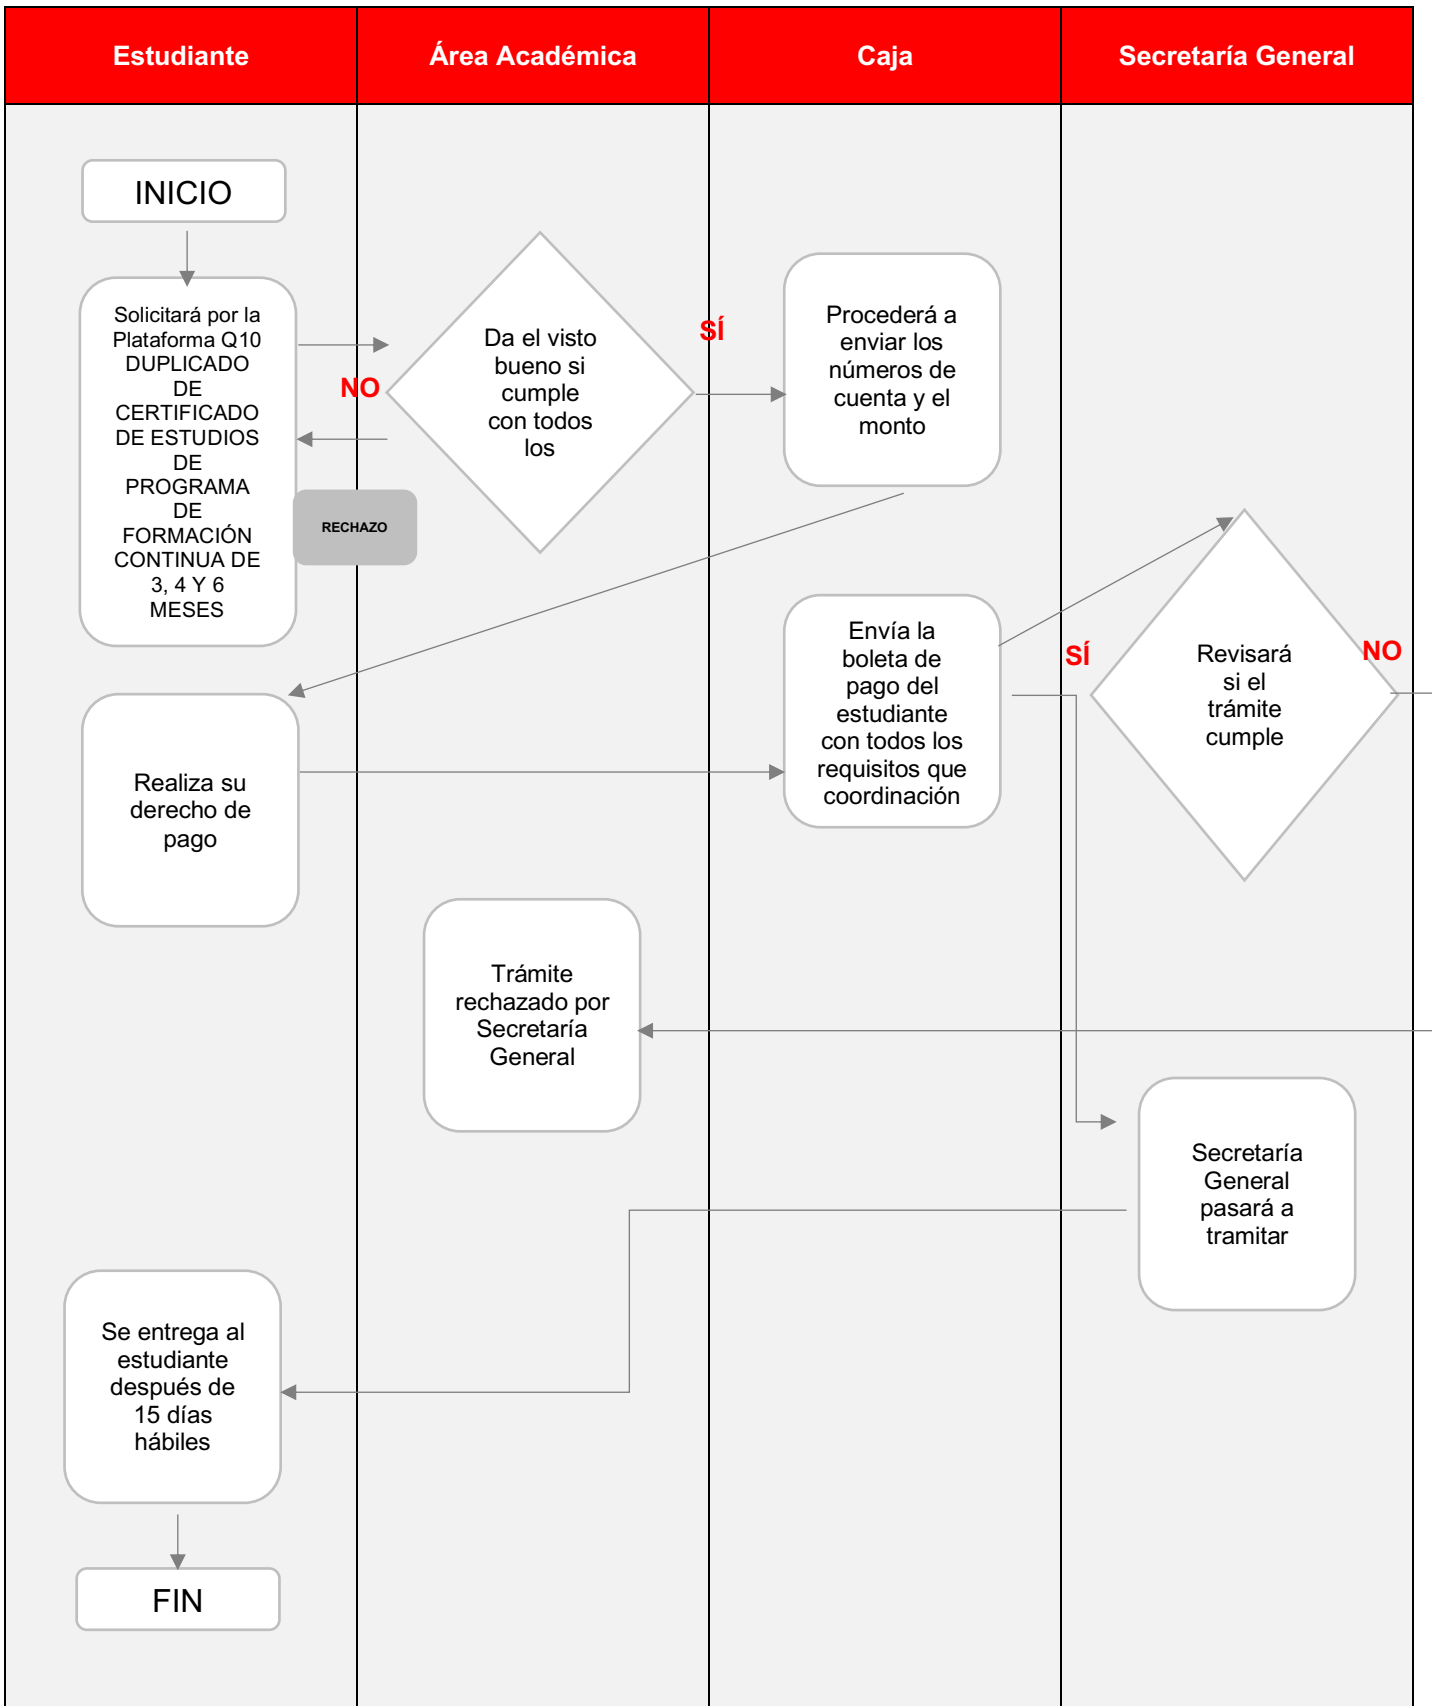 Estudiante
Área Académica
Caja
Secretaría General
INICIO
Solicitará por la
Plataforma Q10
DUPLICADO
DE
CERTIFICADO
DE ESTUDIOS
DE
PROGRAMA
DE
FORMACIÓN
CONTINUA DE
3, 4 Y 6
MESES
NO
RECHAZO
Da el visto
bueno si
cumple
con todos
los
SÍ
Procederá a
enviar los
números de
cuenta y el
monto
Realiza su
derecho de
pago
Envía la
boleta de
pago del
estudiante
con todos los
requisitos que
coordinación
SÍ
Revisará
si el
trámite
cumple
NO
Trámite
rechazado por
Secretaría
General
Secretaría
General
pasará a
tramitar
Se entrega al
estudiante
después de
15 días
hábiles
FIN